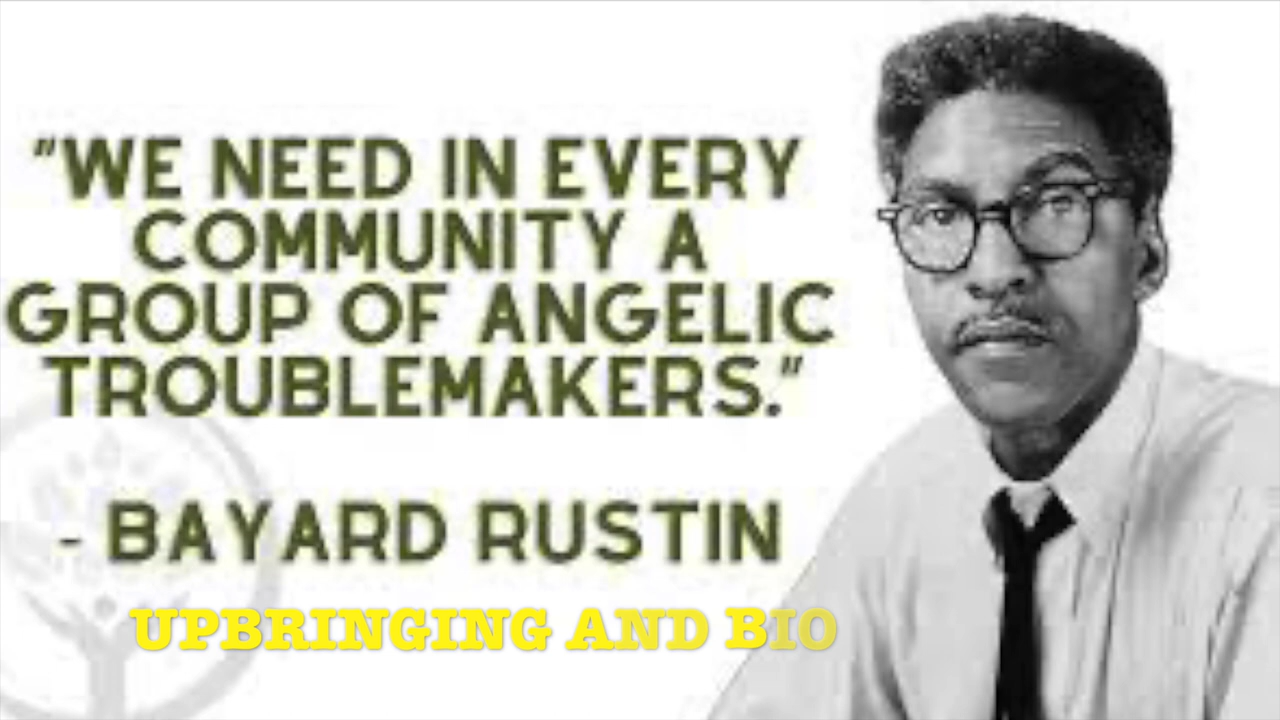 "WE NEED IN EVERY
COMMUNITY A
GROUP OF ANGELIC
TROUBLEMAKERS."
- BAYARD RUSTIN
UPBRINGING AND BIO